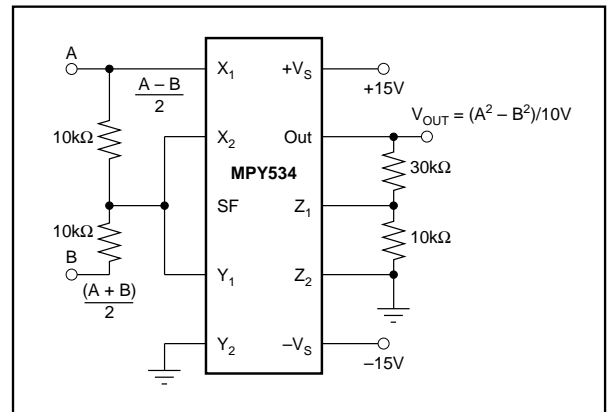 A
A – B
2
10kΩ
10kΩ
B
(A + B)
2
X1
X2
SF
Y1
Y2
MPY534
+VS
Out
Z1
Z2
–VS
+15V
VOUT = (A² – B²)/10V
30kΩ
10kΩ
–15V